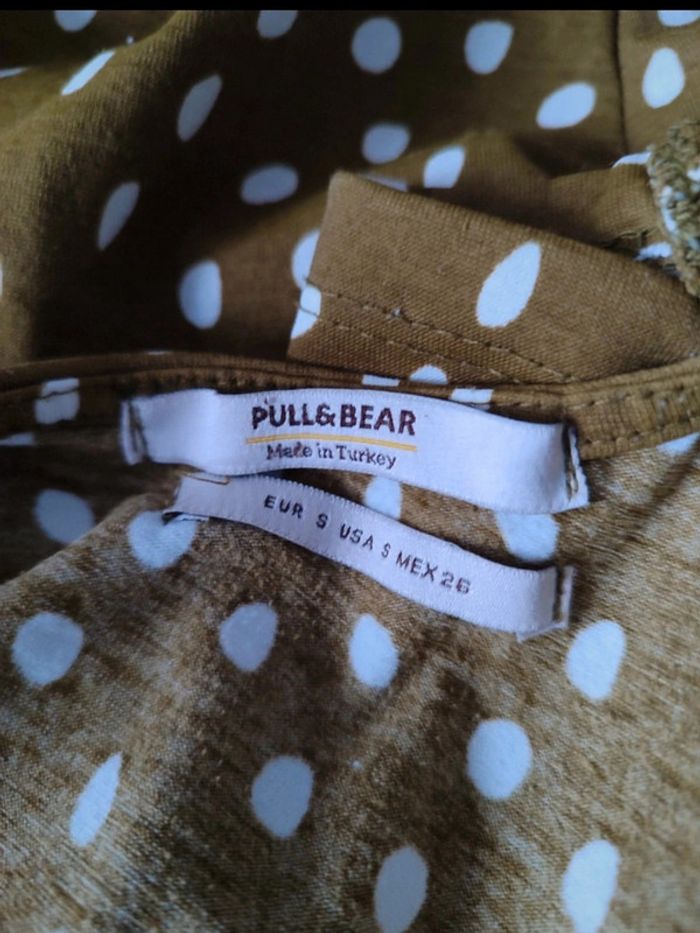 PULL&BEAR
Made in Turkey
EUR S USA S MEX 26